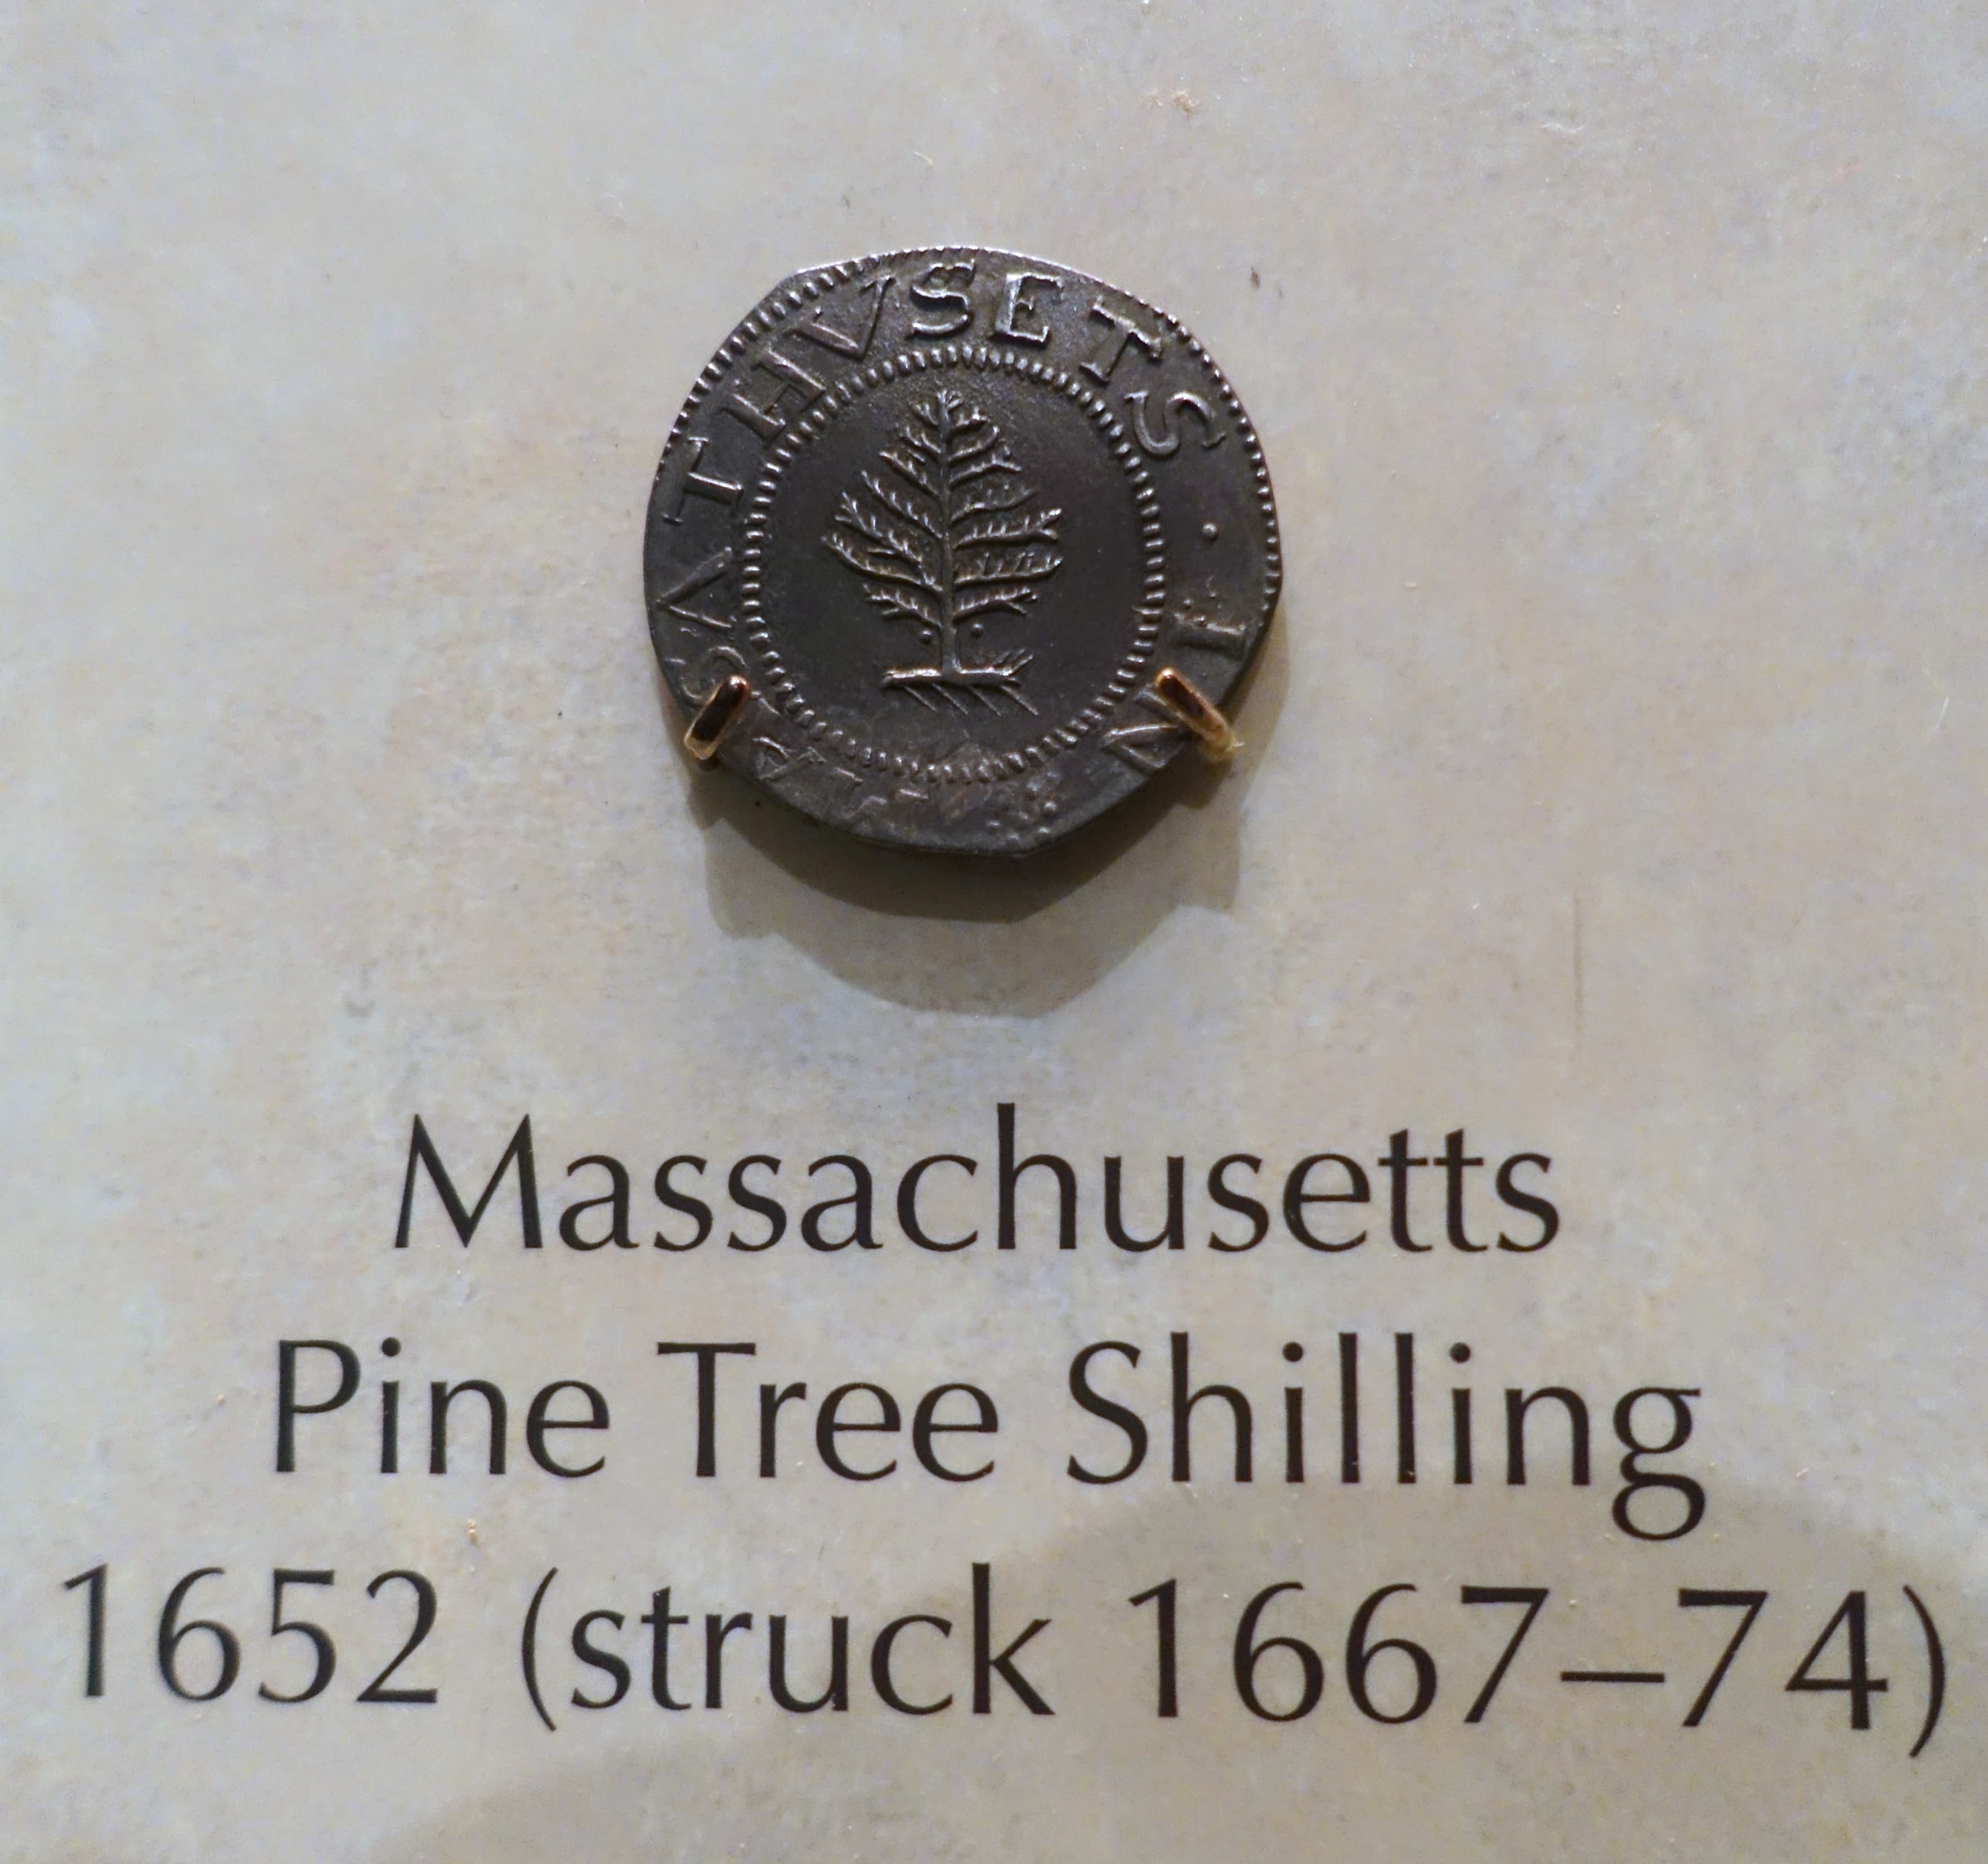 MASATHVSETS · IN
Massachusetts
Pine Tree Shilling
1652 (struck 1667–74)